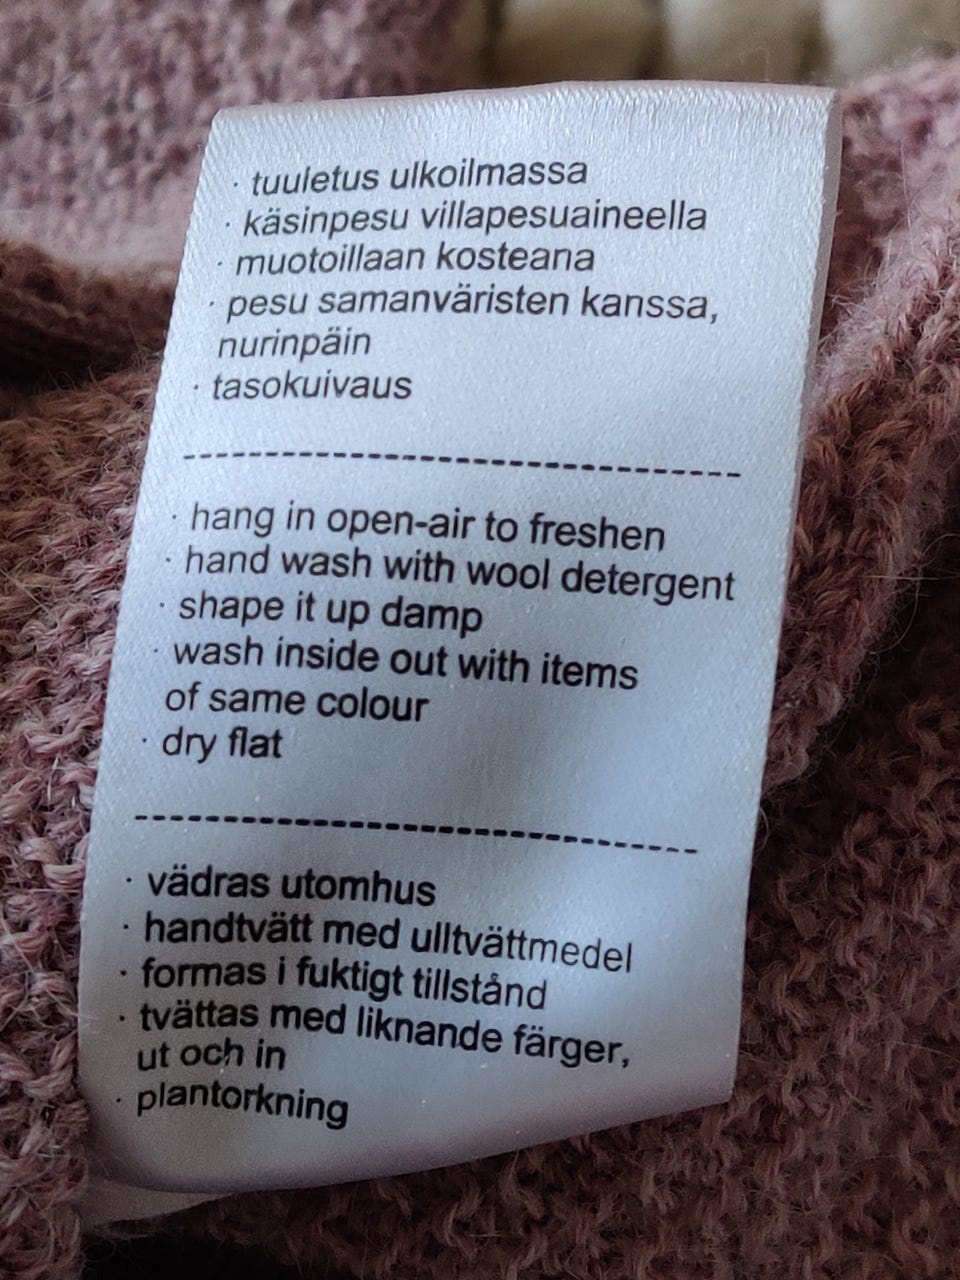 · tuuletus ulkoilmassa
· käsinpesu villapesuaineella
· muotoillaan kosteana
· pesu samanväristen kanssa,
nurinpäin
· tasokuivaus
----------------------------------
· hang in open-air to freshen
· hand wash with wool detergent
· shape it up damp
· wash inside out with items
of same colour
· dry flat
----------------------------------
· vädras utomhus
· handtvätt med ulltvättmedel
· formas i fuktigt tillstånd
· tvättas med liknande färger,
ut och in
· plantorkning